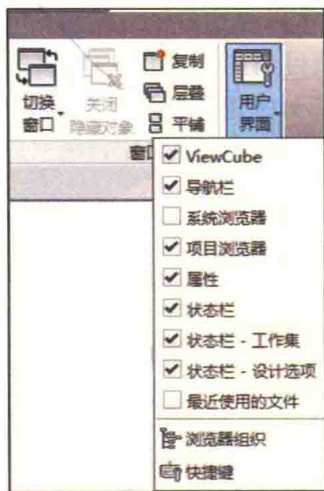 切换
窗口
关闭
隐藏对象
复制
层叠
平铺
用户
界面
窗口
ViewCube
导航栏
系统浏览器
项目浏览器
属性
状态栏
状态栏 - 工作集
状态栏 - 设计选项
最近使用的文件
浏览器组织
快捷键